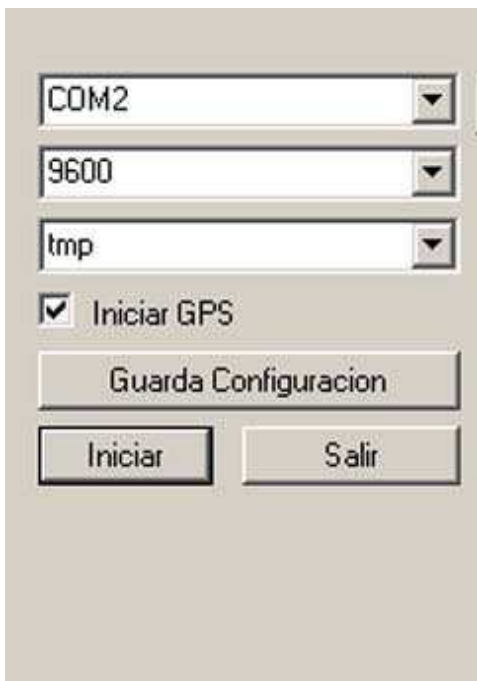 COM2
9600
tmp
Iniciar GPS
Guarda Configuracion
Iniciar
Salir